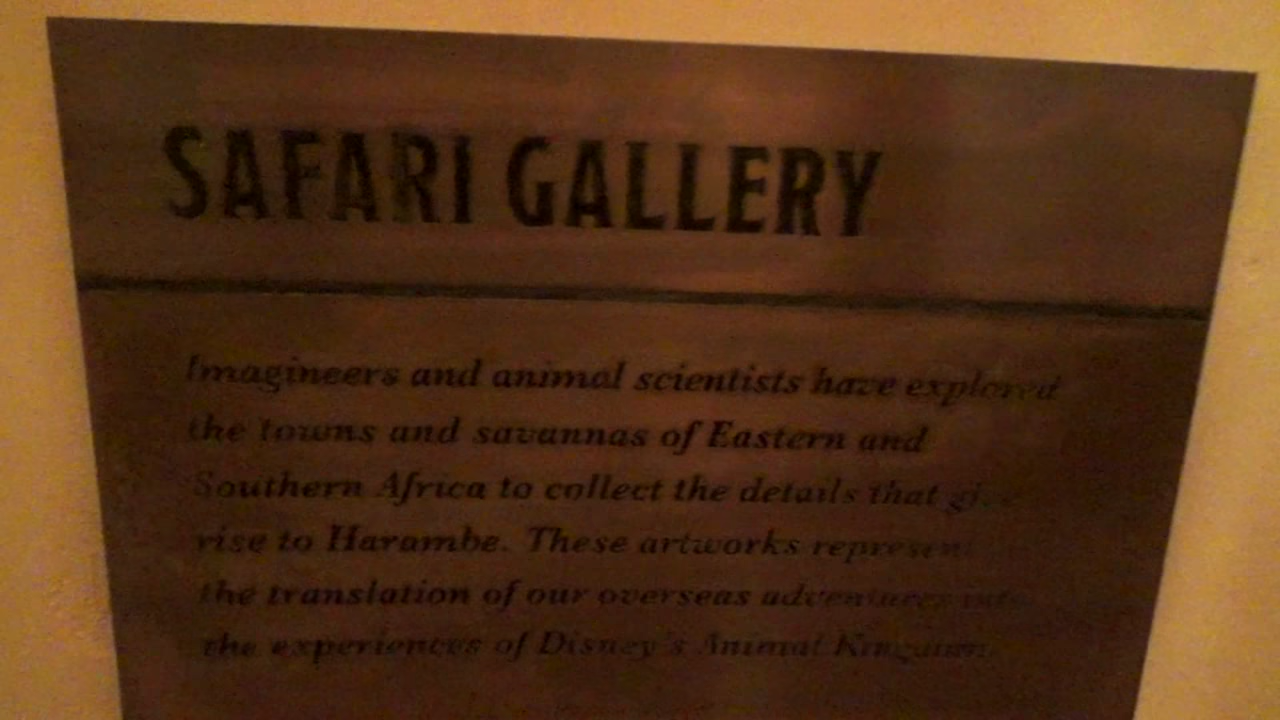 SAFARI GALLERY
Imagineers and animal scientists have explored
the towns and savannas of Eastern and
Southern Africa to collect the details that
rise to Harambe. These artworks represent
the translation of our overseas adventures into
the experiences of Disney's Animal Kingdom.